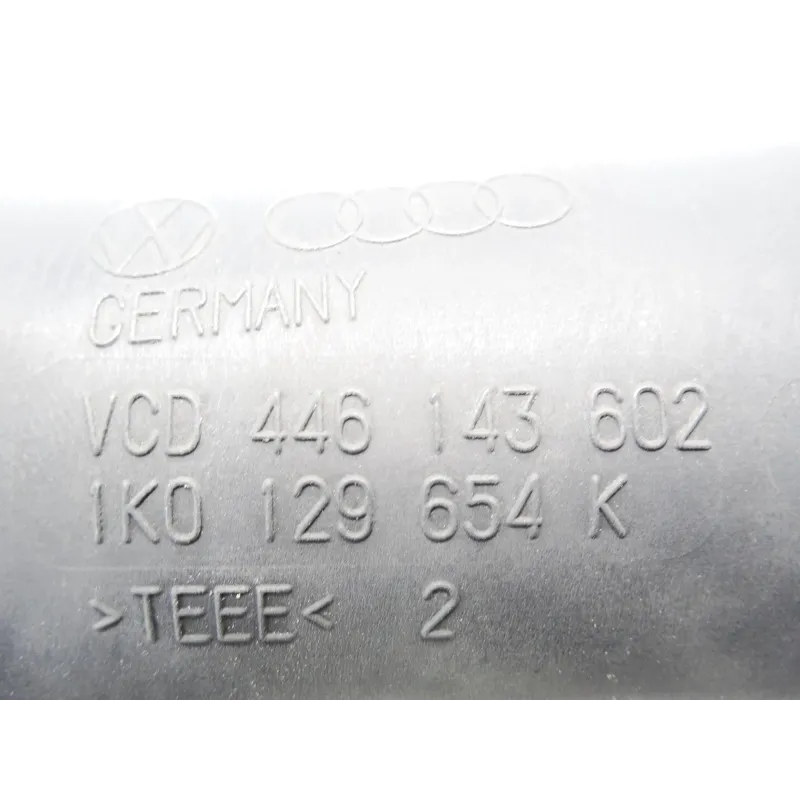 GERMANY
VCD 446 143 602
1K0 129 654 K
>TEEE< 2